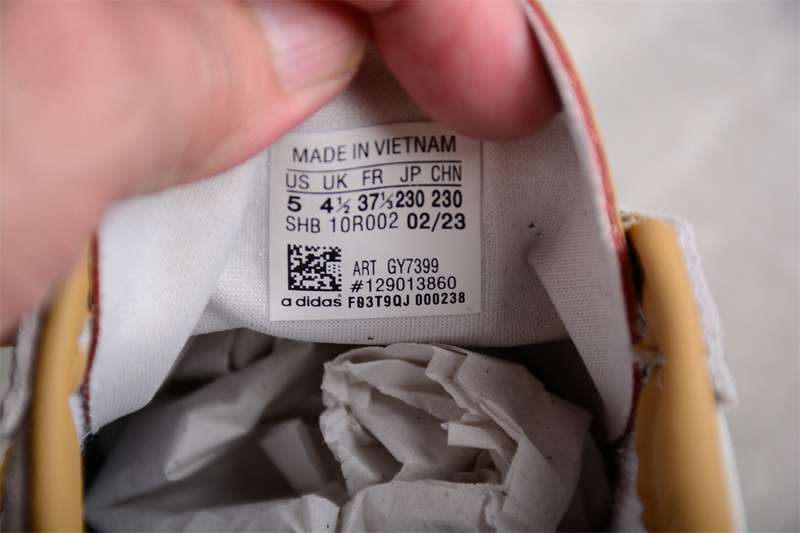 MADE IN VIETNAM
US UK FR JP CHN
5 4½ 37⅓ 230 230
SHB 10R002 02/23
ART GY7399
#129013860
adidas F03T9QJ 000238